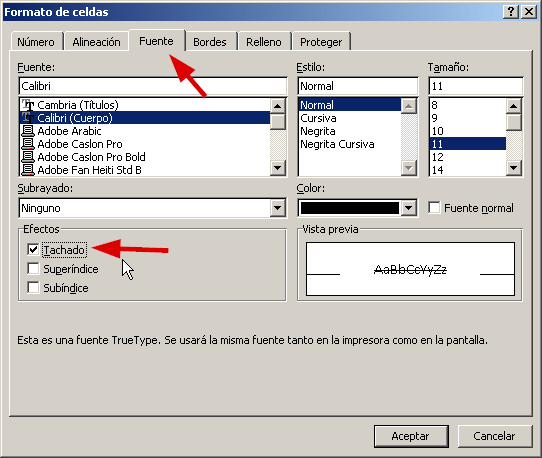 Formato de celdas
Número Alineación Fuente Bordes Relleno Proteger
Fuente: Estilo: Tamaño:
Calibri Normal 11
Cambria (Títulos) Normal 8
Calibri (Cuerpo) Cursiva 9
Adobe Arabic Negrita 10
Adobe Caslon Pro Negrita Cursiva 11
Adobe Caslon Pro Bold 12
Adobe Fan Heiti Std B 14
Subrayado: Color:
Ninguno Fuente normal
Efectos Vista previa
Tachado
AaBbCcYyZz
Superíndice
Subíndice
Esta es una fuente TrueType. Se usará la misma fuente tanto en la impresora como en la pantalla.
Aceptar Cancelar